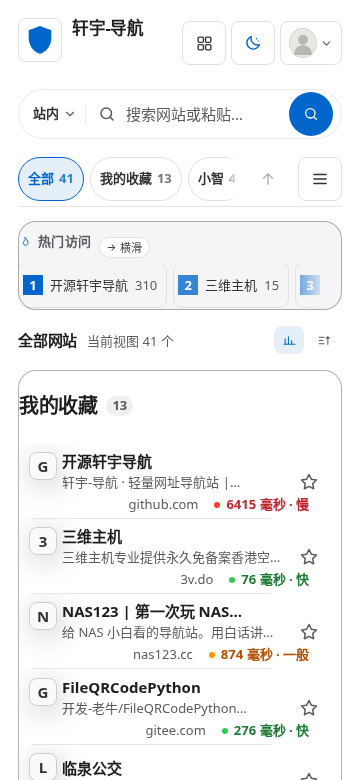 轩宇-导航
站内
搜索网站或粘贴...
全部 41
我的收藏 13
小智 4
热门访问
→ 横滑
1 开源轩宇导航 310
2 三维主机 15
3
全部网站 当前视图 41 个
我的收藏 13
G
开源轩宇导航
轩宇-导航 · 轻量网址导航站 |...
github.com 6415 毫秒 · 慢
3
三维主机
三维主机专业提供永久免备案香港空...
3v.do 76 毫秒 · 快
N
NAS123 | 第一次玩 NAS...
给 NAS 小白看的导航站。用白话讲...
nas123.cc 874 毫秒 · 一般
G
FileQRCodePython
开发-老牛/FileQRCodePython...
gitee.com 276 毫秒 · 快
L
临泉公交